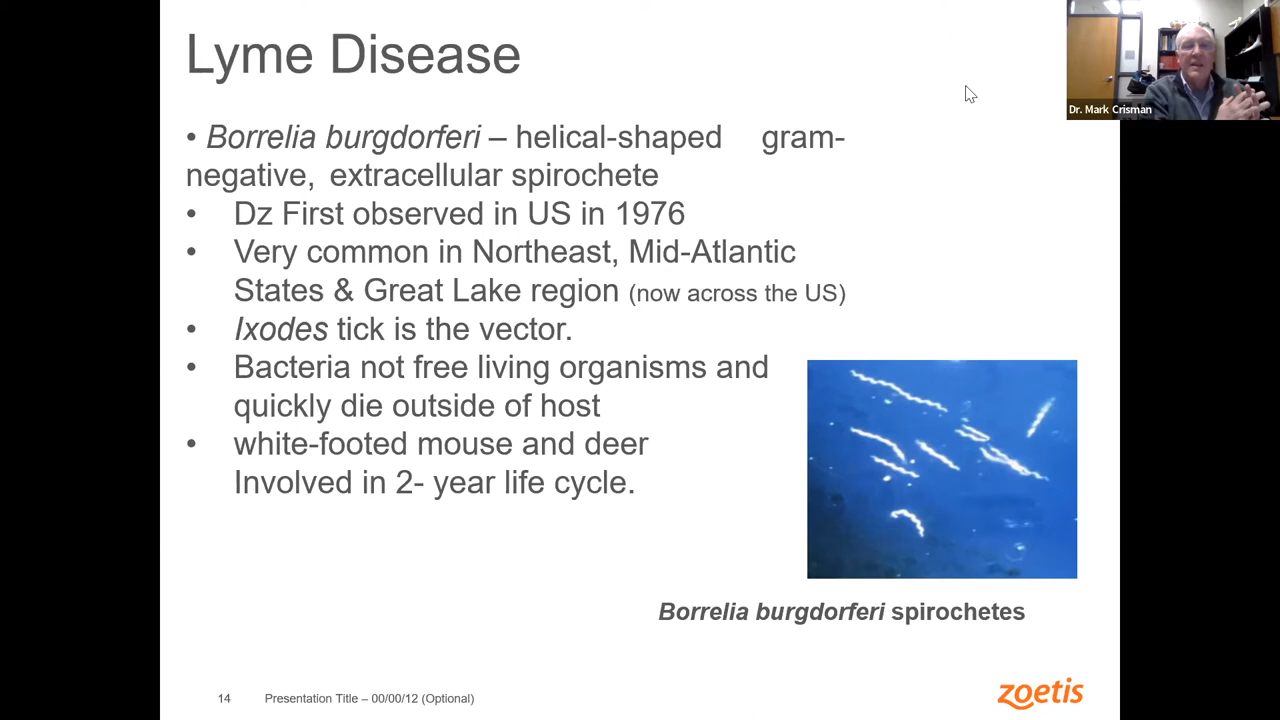 Lyme Disease
Dr. Mark Crisman
• Borrelia burgdorferi – helical-shaped gram-
negative, extracellular spirochete
• Dz First observed in US in 1976
• Very common in Northeast, Mid-Atlantic
States & Great Lake region (now across the US)
• Ixodes tick is the vector.
• Bacteria not free living organisms and
quickly die outside of host
• white-footed mouse and deer
Involved in 2- year life cycle.
Borrelia burgdorferi spirochetes
14 Presentation Title – 00/00/12 (Optional)
zoetis